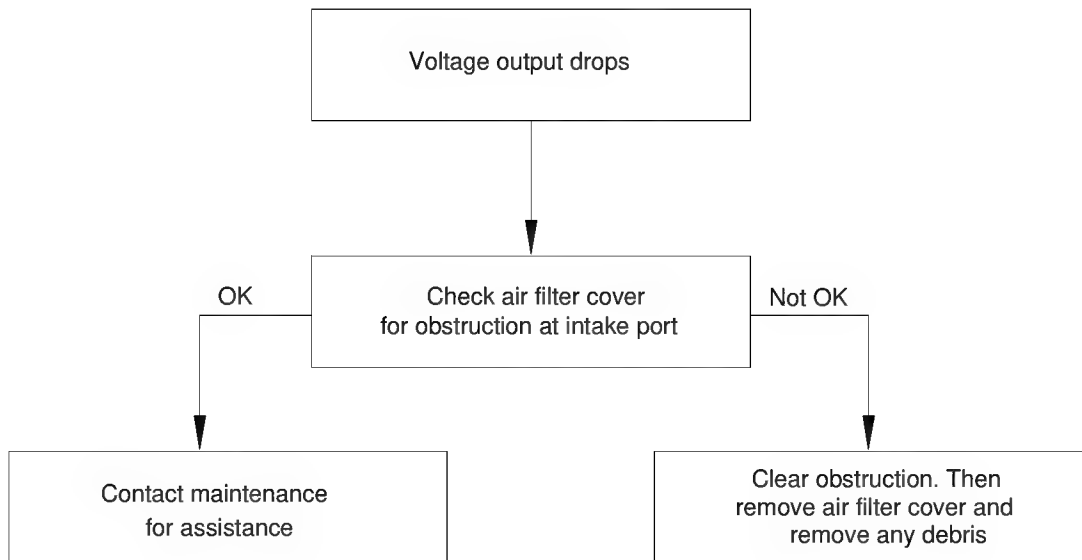 Voltage output drops
OK
Check air filter cover
for obstruction at intake port
Not OK
Contact maintenance
for assistance
Clear obstruction. Then
remove air filter cover and
remove any debris